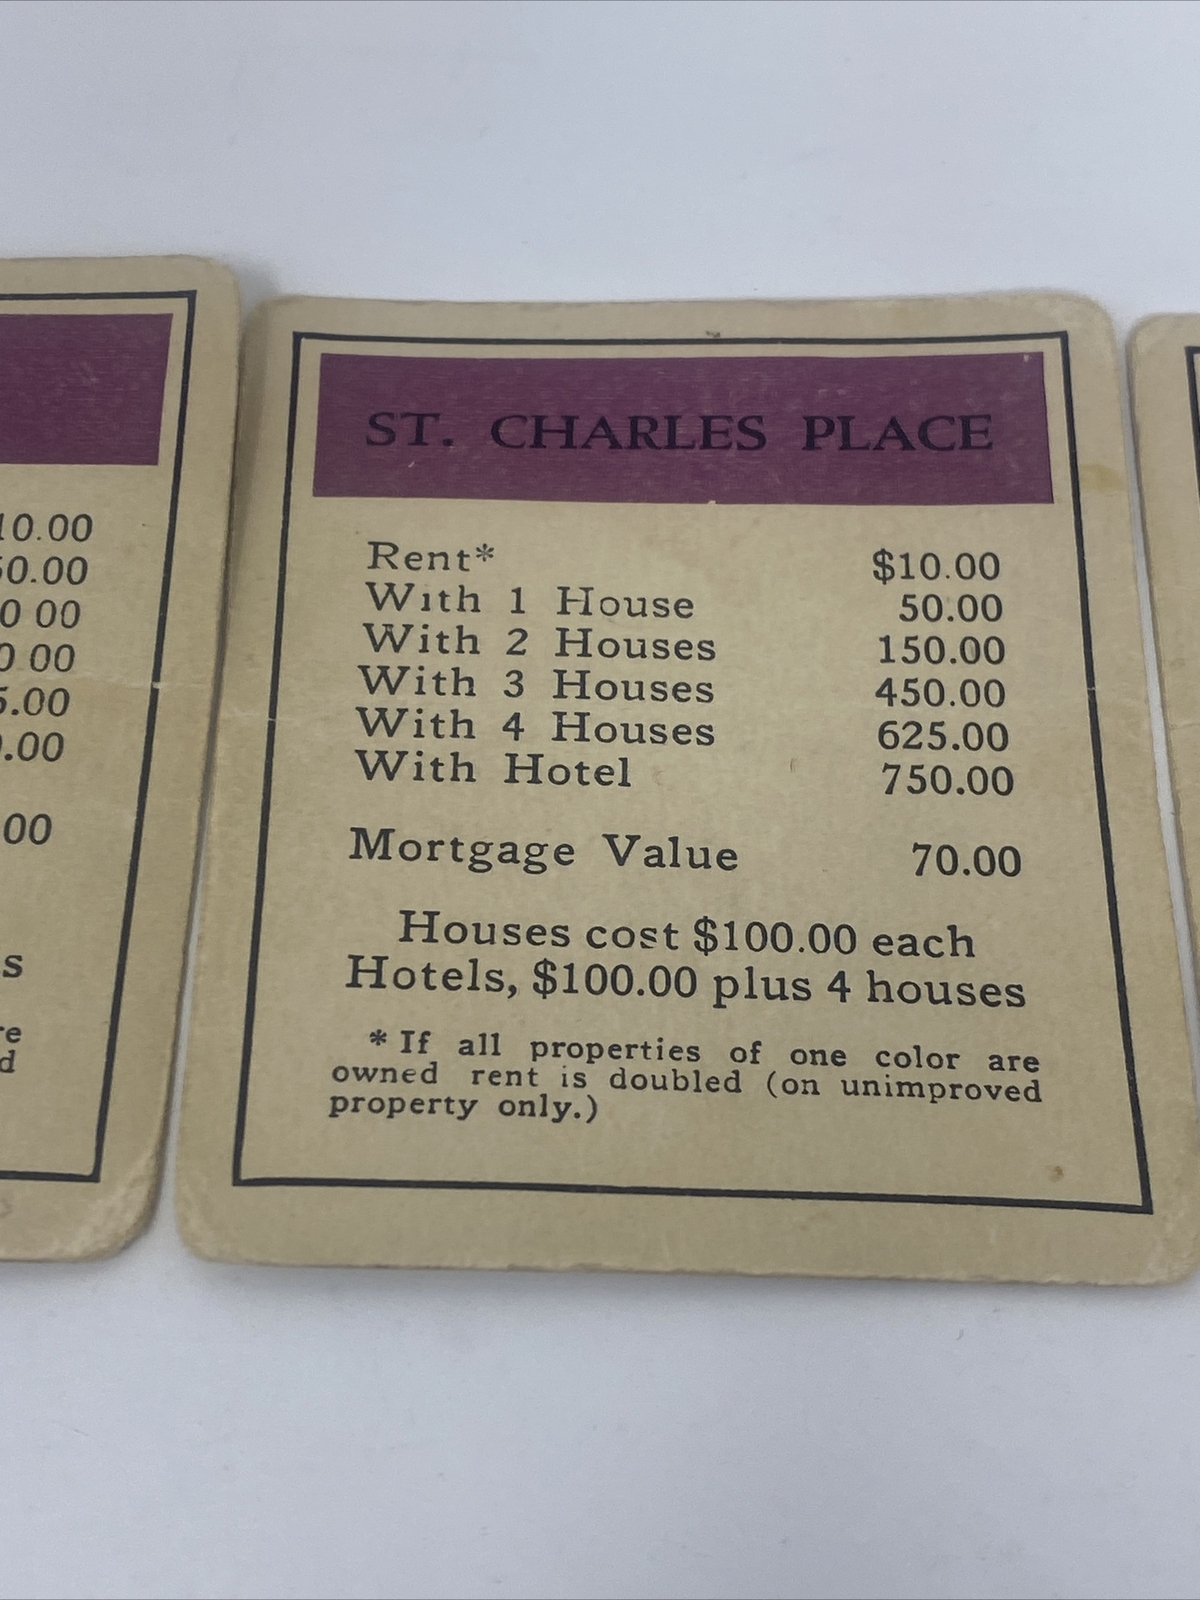 ST. CHARLES PLACE
Rent* $10.00
With 1 House 50.00
With 2 Houses 150.00
With 3 Houses 450.00
With 4 Houses 625.00
With Hotel 750.00
Mortgage Value 70.00
Houses cost $100.00 each
Hotels, $100.00 plus 4 houses
* If all properties of one color are
owned rent is doubled (on unimproved
property only.)